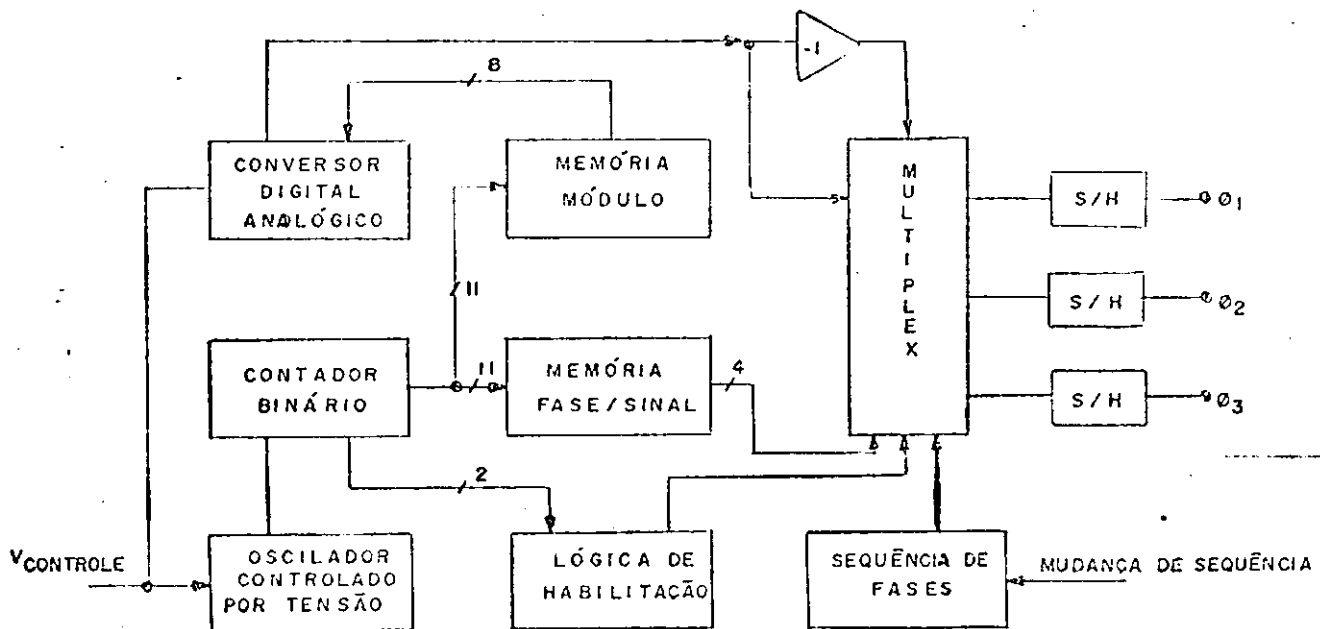 -1
8
CONVERSOR
DIGITAL
ANALÓGICO
MEMÓRIA
MÓDULO
MULTIPLEX
S/H
Ø1
11
S/H
Ø2
CONTADOR
BINÁRIO
11
MEMÓRIA
FASE/SINAL
4
S/H
Ø3
2
VCONTROLE
OSCILADOR
CONTROLADO
POR TENSÃO
LÓGICA DE
HABILITAÇÃO
SEQUÊNCIA DE
FASES
MUDANÇA DE SEQUÊNCIA